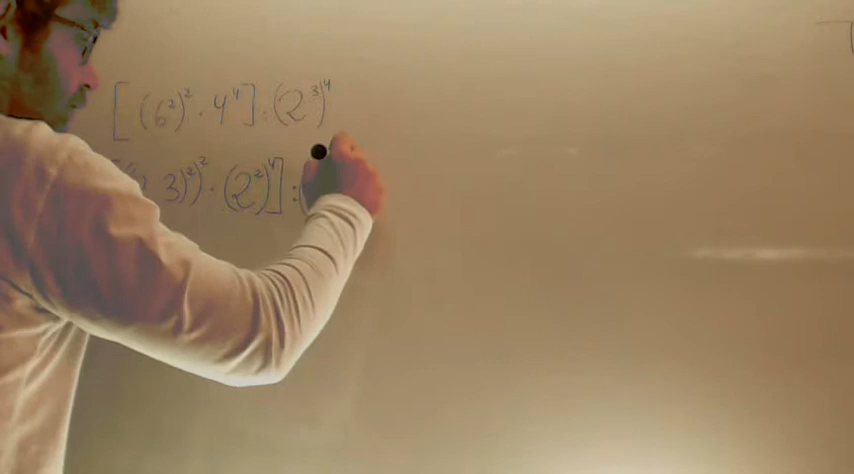 [(6²)² · 4⁴] : (2³)⁴
3)²)² · (2²)⁴] : (